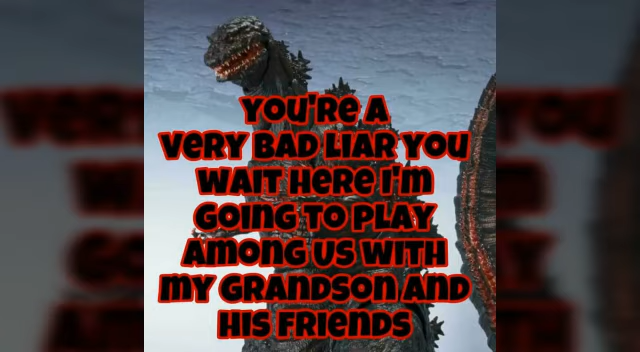 YOU'RE A
VERY BAD LIAR YOU
WAIT HERE I'M
GOING TO PLAY
AMONG US WITH
MY GRANDSON AND
HIS FRIENDS